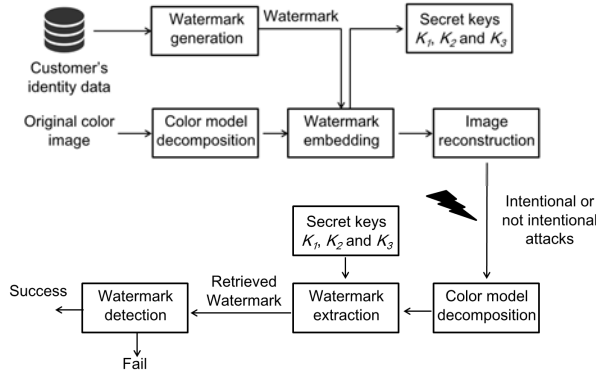 Customer's
identity data
Watermark
generation
Watermark
Secret keys
K1, K2 and K3
Original color
image
Color model
decomposition
Watermark
embedding
Image
reconstruction
Intentional or
not intentional
attacks
Secret keys
K1, K2 and K3
Success
Watermark
detection
Retrieved
Watermark
Watermark
extraction
Color model
decomposition
Fail